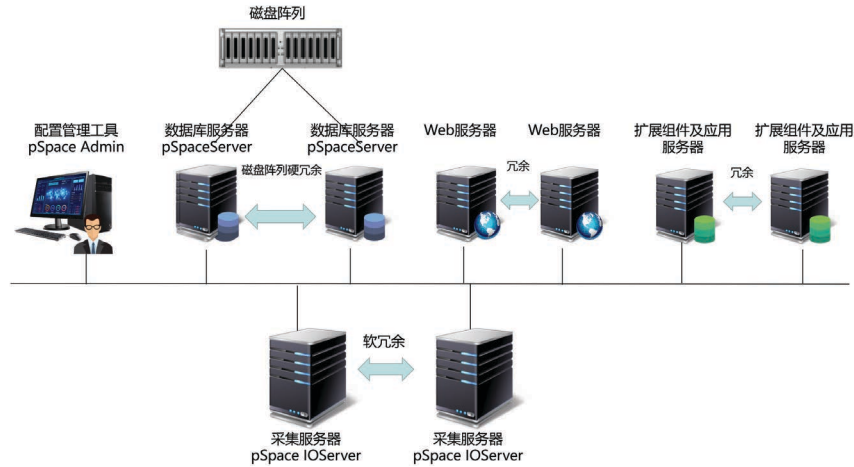 磁盘阵列
配置管理工具
pSpace Admin
数据库服务器
pSpaceServer
数据库服务器
pSpaceServer
Web服务器
Web服务器
扩展组件及应用
服务器
扩展组件及应用
服务器
磁盘阵列硬冗余
冗余
冗余
软冗余
采集服务器
pSpace IOServer
采集服务器
pSpace IOServer